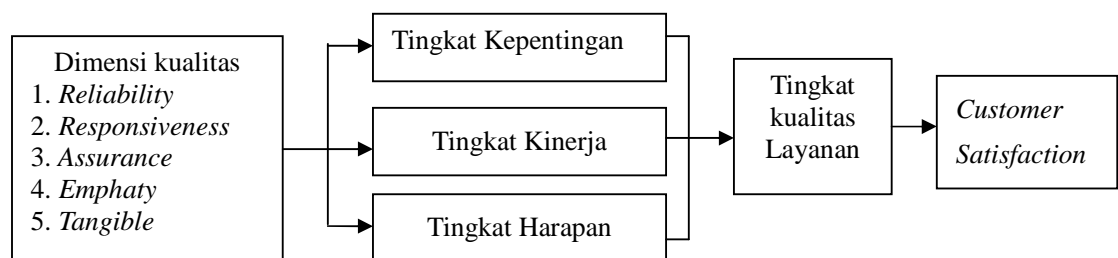 Dimensi kualitas
1. Reliability
2. Responsiveness
3. Assurance
4. Emphaty
5. Tangible
Tingkat Kepentingan
Tingkat Kinerja
Tingkat Harapan
Tingkat
kualitas
Layanan
Customer
Satisfaction